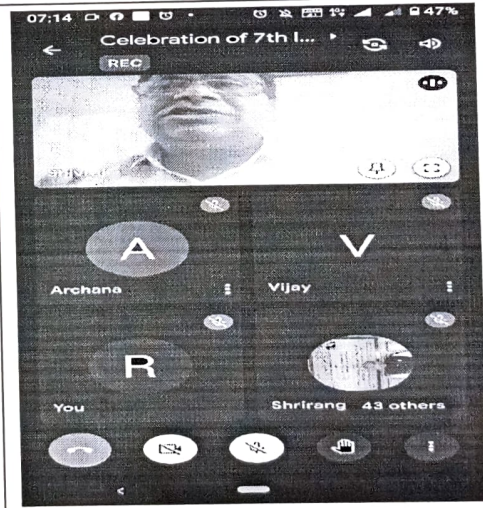 07:14 47%
Celebration of 7th I...
REC
A
Archana
V
Vijay
R
You
Shrirang 43 others